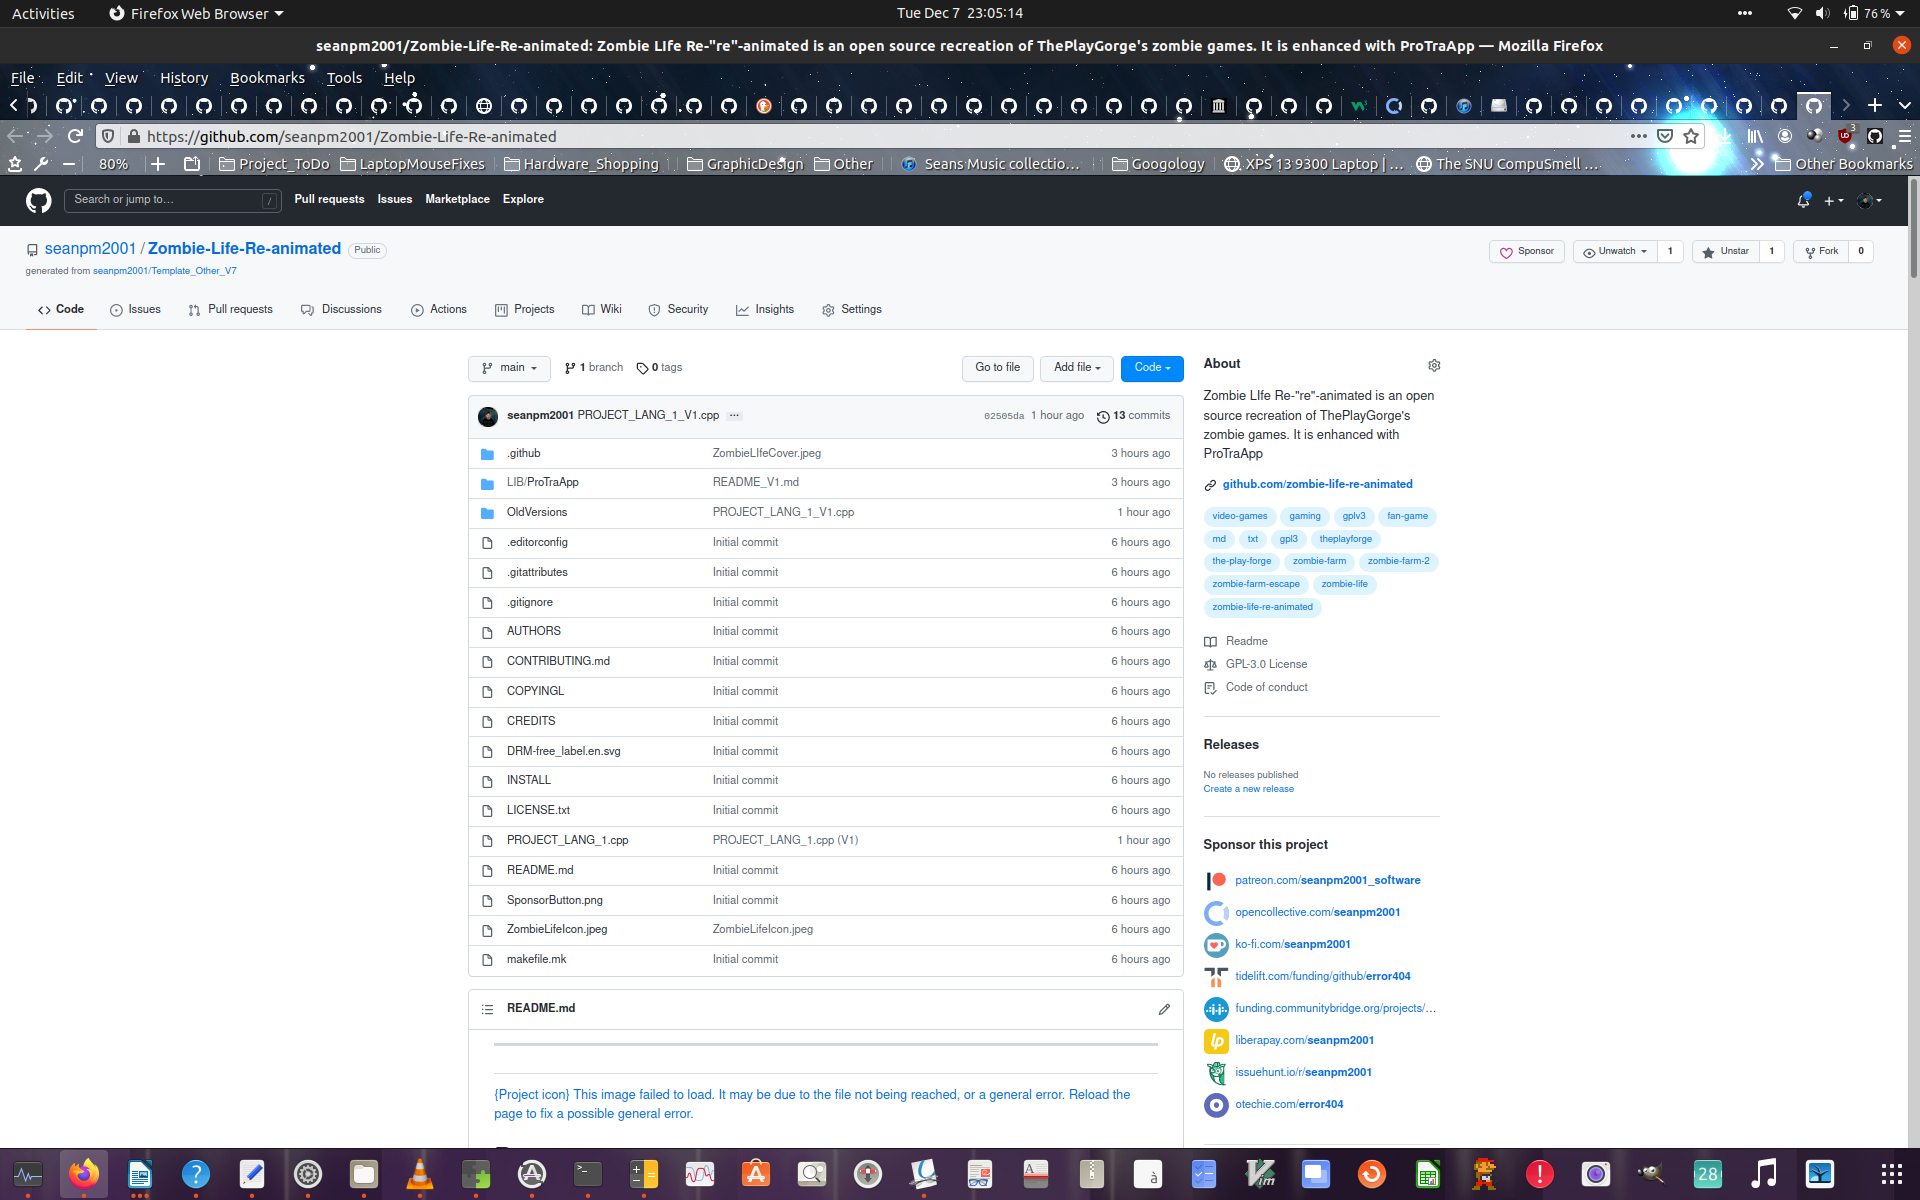 Activities
Firefox Web Browser
Tue Dec 7 23:05:14
76 %
seanpm2001/Zombie-Life-Re-animated: Zombie LIfe Re-"re"-animated is an open source recreation of ThePlayGorge's zombie games. It is enhanced with ProTraApp — Mozilla Firefox
File Edit View History Bookmarks Tools Help
https://github.com/seanpm2001/Zombie-Life-Re-animated
3
80% Project_ToDo LaptopMouseFixes Hardware_Shopping GraphicDesign Other Seans Music collectio… Googology XPS 13 9300 Laptop | … The SNU CompuSmell … Other Bookmarks
Search or jump to… / Pull requests Issues Marketplace Explore
seanpm2001 / Zombie-Life-Re-animated Public
Sponsor Unwatch 1 Unstar 1 Fork 0
generated from seanpm2001/Template_Other_V7
Code Issues Pull requests Discussions Actions Projects Wiki Security Insights Settings
main 1 branch 0 tags Go to file Add file Code
seanpm2001 PROJECT_LANG_1_V1.cpp ... 02505da 1 hour ago 13 commits
.github ZombieLIfeCover.jpeg 3 hours ago
LIB/ProTraApp README_V1.md 3 hours ago
OldVersions PROJECT_LANG_1_V1.cpp 1 hour ago
.editorconfig Initial commit 6 hours ago
.gitattributes Initial commit 6 hours ago
.gitignore Initial commit 6 hours ago
AUTHORS Initial commit 6 hours ago
CONTRIBUTING.md Initial commit 6 hours ago
COPYINGL Initial commit 6 hours ago
CREDITS Initial commit 6 hours ago
DRM-free_label.en.svg Initial commit 6 hours ago
INSTALL Initial commit 6 hours ago
LICENSE.txt Initial commit 6 hours ago
PROJECT_LANG_1.cpp PROJECT_LANG_1.cpp (V1) 1 hour ago
README.md Initial commit 6 hours ago
SponsorButton.png Initial commit 6 hours ago
ZombieLifeIcon.jpeg ZombieLifeIcon.jpeg 6 hours ago
makefile.mk Initial commit 6 hours ago
README.md
{Project icon} This image failed to load. It may be due to the file not being reached, or a general error. Reload the
page to fix a possible general error.
About
Zombie LIfe Re-"re"-animated is an open
source recreation of ThePlayGorge's
zombie games. It is enhanced with
ProTraApp
github.com/zombie-life-re-animated
video-games gaming gplv3 fan-game
md txt gpl3 theplayforge
the-play-forge zombie-farm zombie-farm-2
zombie-farm-escape zombie-life
zombie-life-re-animated
Readme
GPL-3.0 License
Code of conduct
Releases
No releases published
Create a new release
Sponsor this project
patreon.com/seanpm2001_software
opencollective.com/seanpm2001
ko-fi.com/seanpm2001
tidelift.com/funding/github/error404
funding.communitybridge.org/projects/…
lp liberapay.com/seanpm2001
issuehunt.io/r/seanpm2001
otechie.com/error404
28